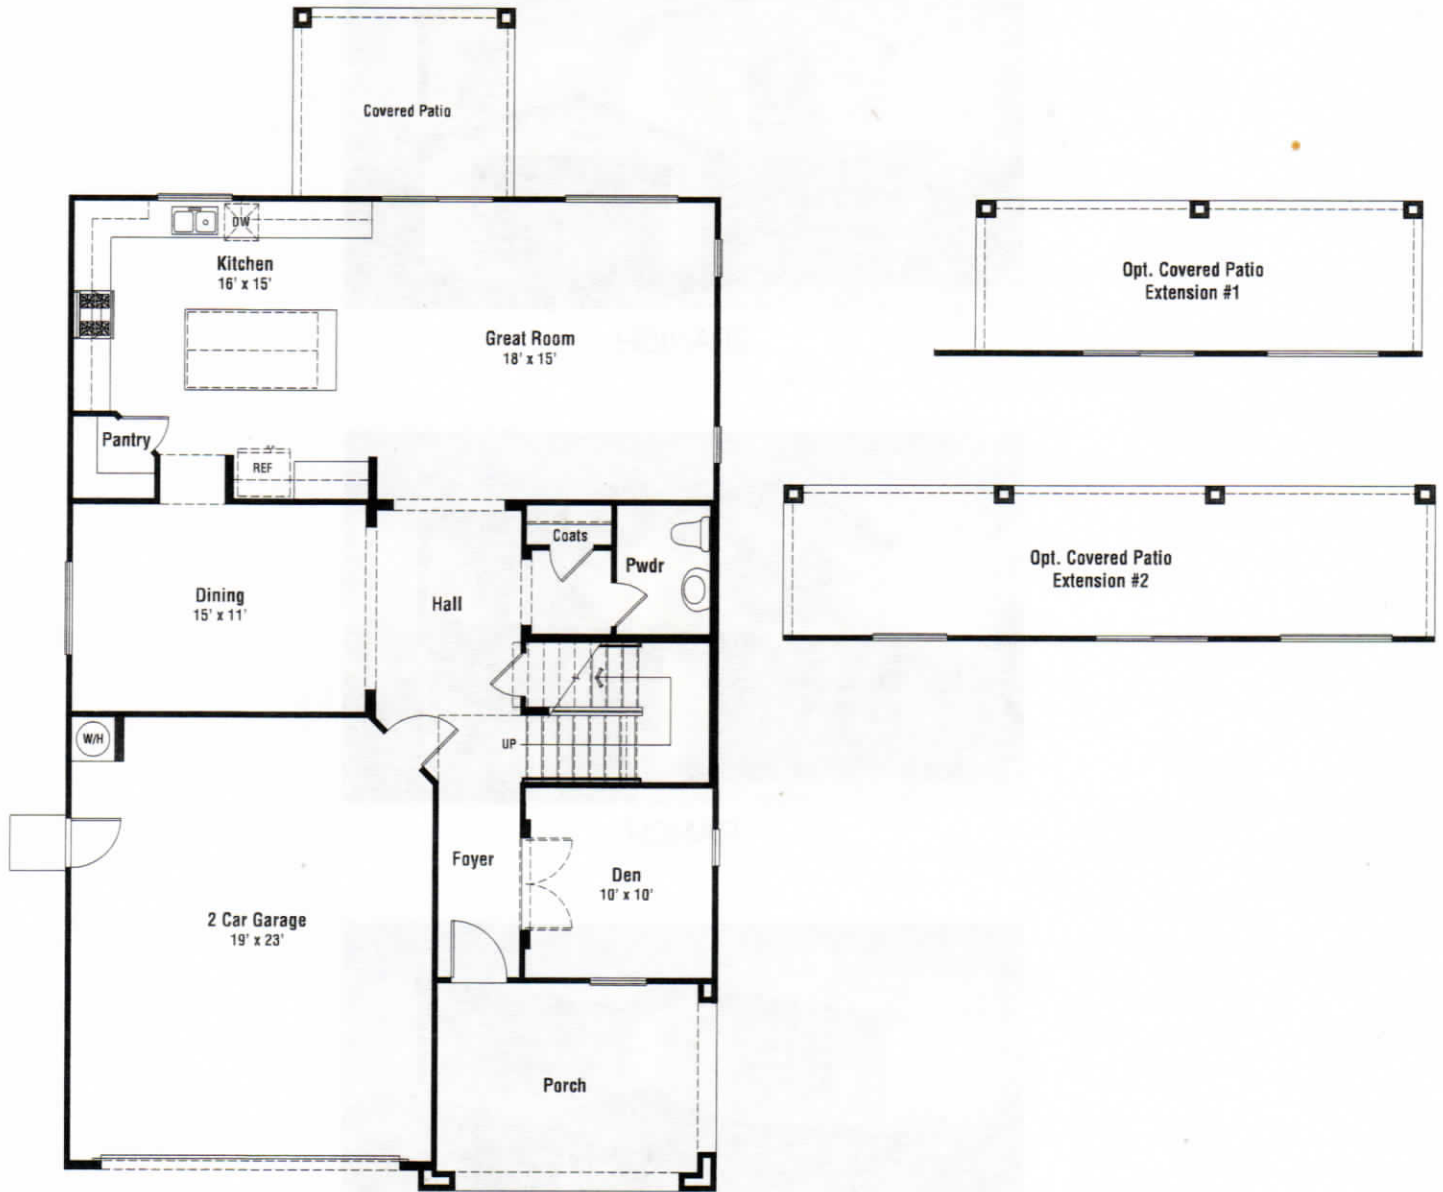 Covered Patio
DW
Kitchen
16' x 15'
Great Room
18' x 15'
Pantry
REF
Opt. Covered Patio
Extension #1
Coats
Pwdr
Dining
15' x 11'
Hall
Opt. Covered Patio
Extension #2
W/H
UP
Foyer
Den
10' x 10'
2 Car Garage
19' x 23'
Porch